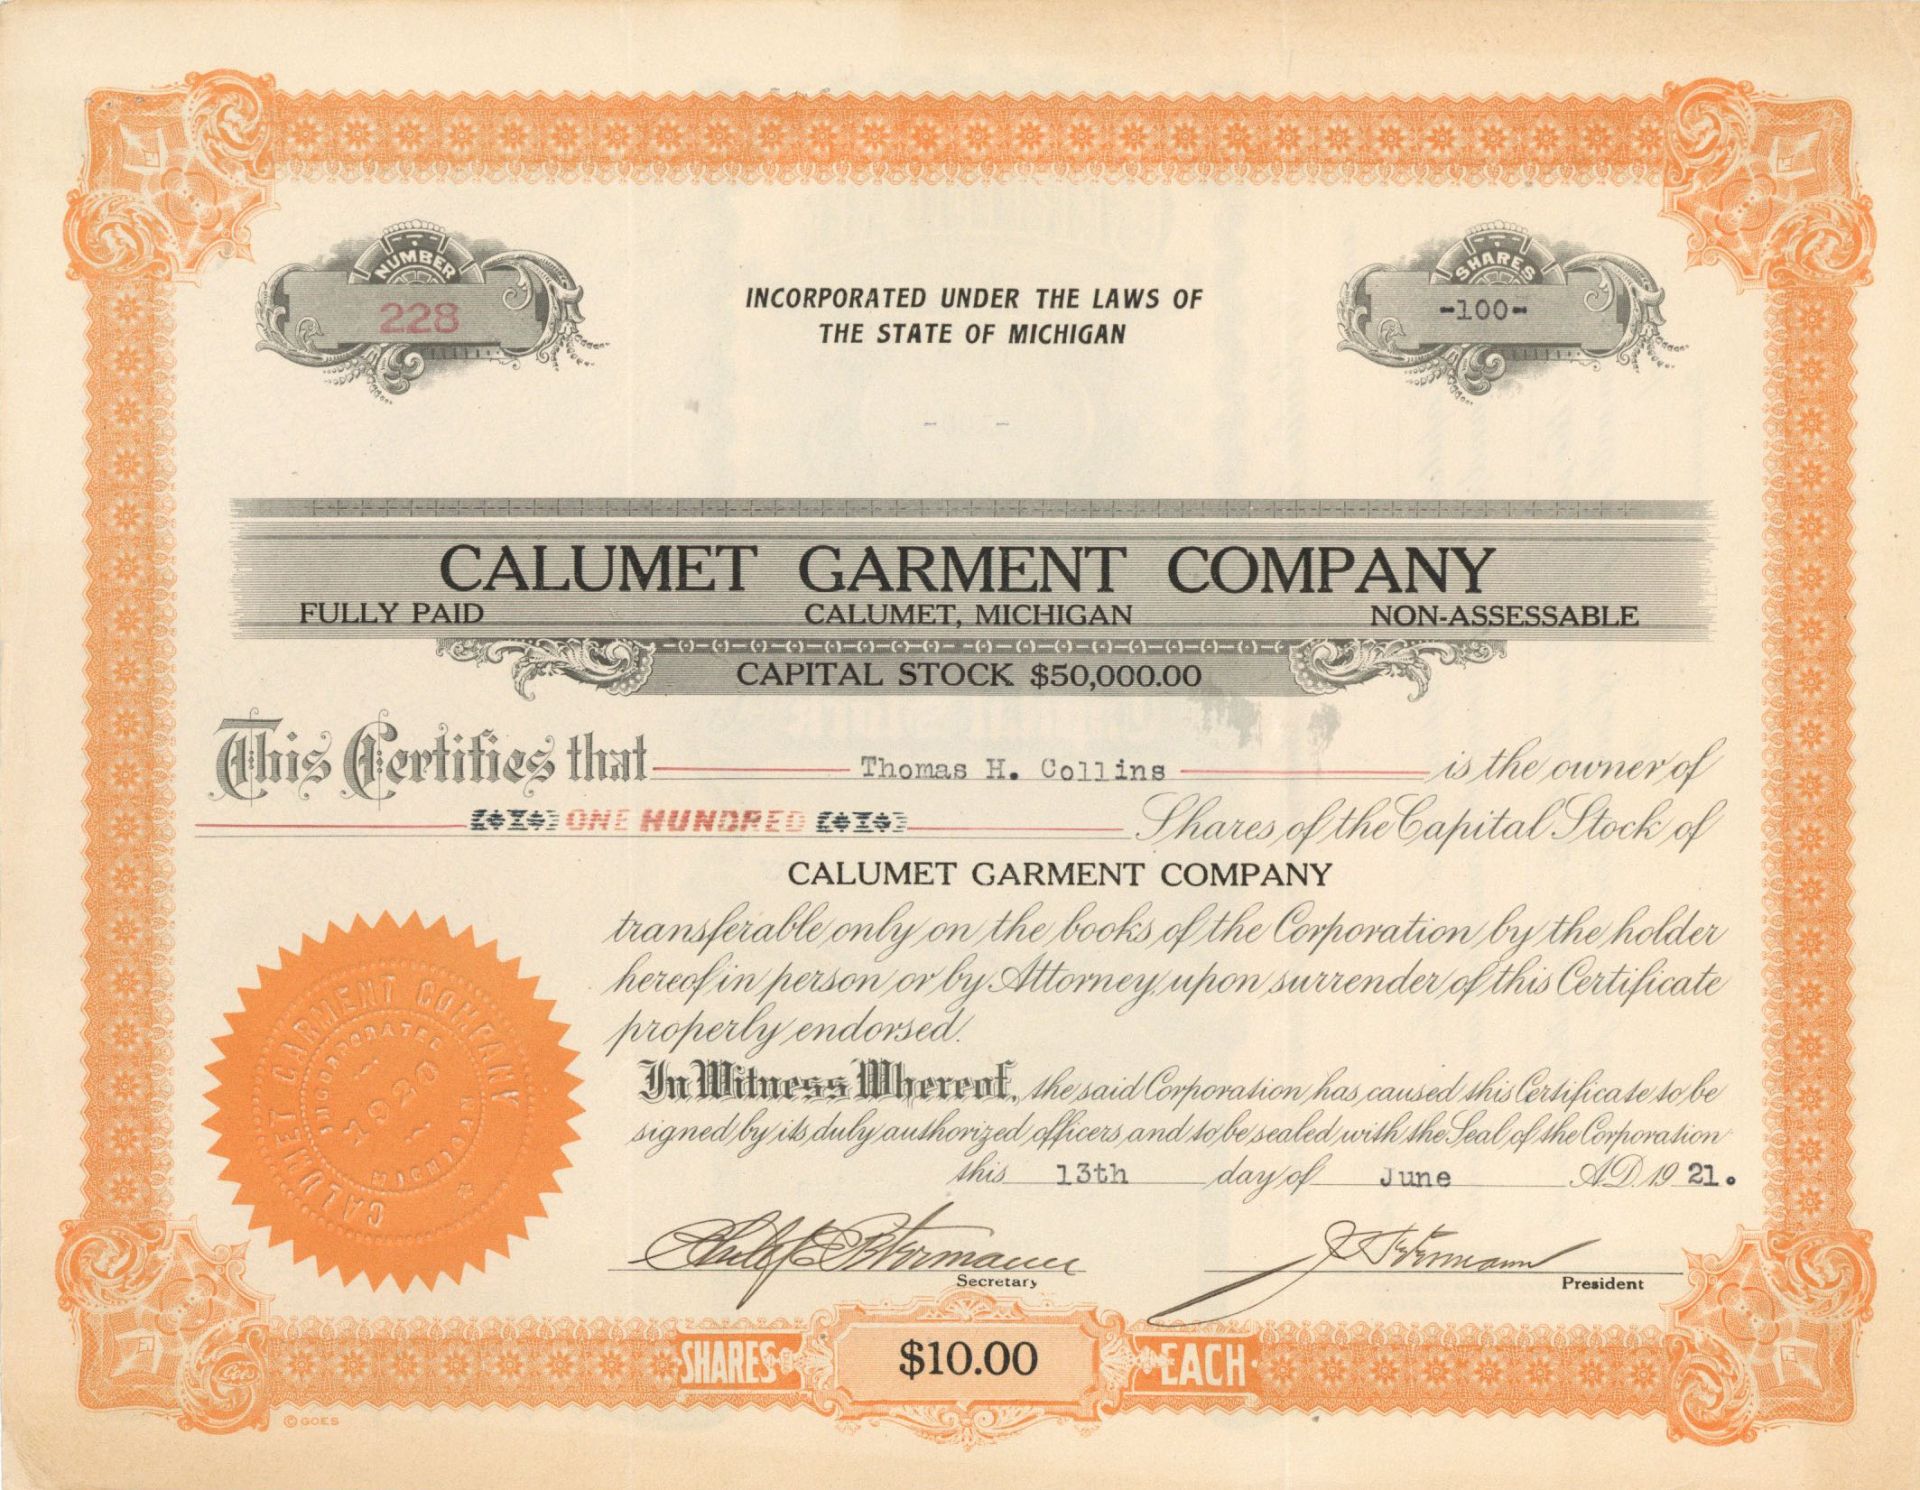 NUMBER
228
INCORPORATED UNDER THE LAWS OF
THE STATE OF MICHIGAN
SHARES
-100-
CALUMET GARMENT COMPANY
FULLY PAID CALUMET, MICHIGAN NON-ASSESSABLE
CAPITAL STOCK $50,000.00
This Certifies that Thomas H. Collins is the owner of
ONE HUNDRED Shares of the Capital Stock of
CALUMET GARMENT COMPANY
transferable only on the books of the Corporation by the holder
hereof in person or by Attorney, upon surrender of this Certificate
properly endorsed.
In Witness Whereof, the said Corporation has caused this Certificate to be
signed by its duly authorized officers, and to be sealed with the Seal of the Corporation
this 13th day of June A.D. 1921.
CALUMET GARMENT COMPANY
INCORPORATED
1920
MICHIGAN
Secretary
President
SHARES $10.00 EACH
Goes
© GOES